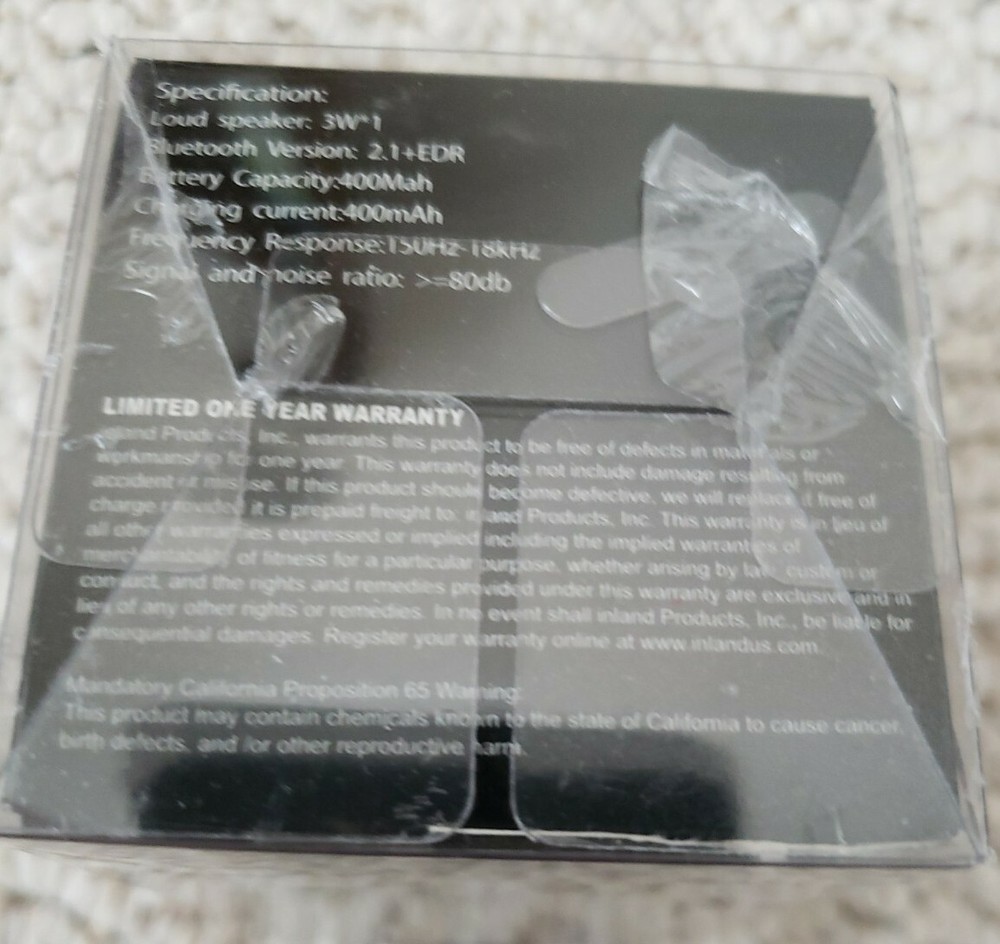 Specification:
Loud speaker: 3W*1
Bluetooth Version: 2.1+EDR
Battery Capacity:400Mah
Charging current:400mAh
Frequency Response:150Hz-18kHz
Signal and noise ratio: >=80db
LIMITED ONE YEAR WARRANTY
Inland Products, Inc., warrants this product to be free of defects in materials or
workmanship for one year. This warranty does not include damage resulting from
accident or misuse. If this product should become defective, we will replace it free of
charge provided it is prepaid freight to: inland Products, Inc. This warranty is in lieu of
all other warranties expressed or implied including the implied warranties of
merchantability of fitness for a particular purpose, whether arising by law, custom or
conduct, and the rights and remedies provided under this warranty are exclusive and in
lieu of any other rights or remedies. In no event shall inland Products, Inc., be liable for
consequential damages. Register your warranty online at www.inlandus.com.
Mandatory California Proposition 65 Warning:
This product may contain chemicals known to the state of California to cause cancer,
birth defects, and /or other reproductive harm.